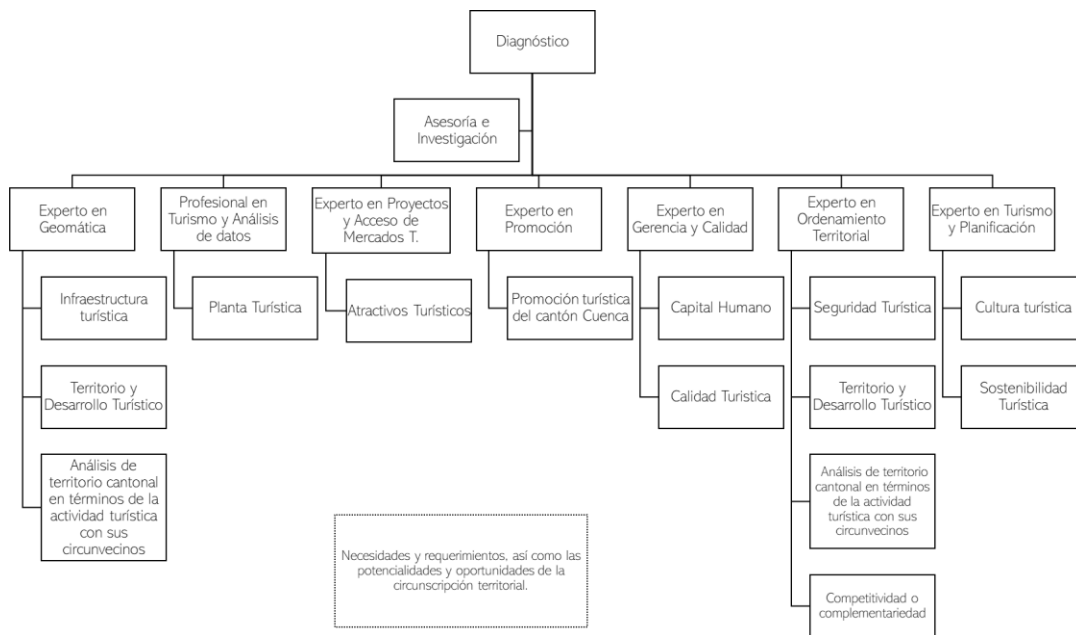 Diagnóstico
Asesoría e
Investigación
Experto en
Geomática
Profesional en
Turismo y Análisis
de datos
Experto en Proyectos
y Acceso de
Mercados T.
Experto en
Promoción
Experto en
Gerencia y Calidad
Experto en
Ordenamiento
Territorial
Experto en Turismo
y Planificación
Infraestructura
turística
Planta Turística
Atractivos Turísticos
Promoción turística
del cantón Cuenca
Capital Humano
Seguridad Turística
Cultura turística
Territorio y
Desarrollo Turístico
Calidad Turistica
Territorio y
Desarrollo Turístico
Sostenibilidad
Turística
Análisis de
territorio cantonal
en términos de la
actividad turística
con sus
circunvecinos
Análisis de territorio
cantonal en términos
de la actividad
turística con sus
circunvecinos
Necesidades y requerimientos, así como las
potencialidades y oportunidades de la
circunscripción territorial.
Competitividad o
complementariedad